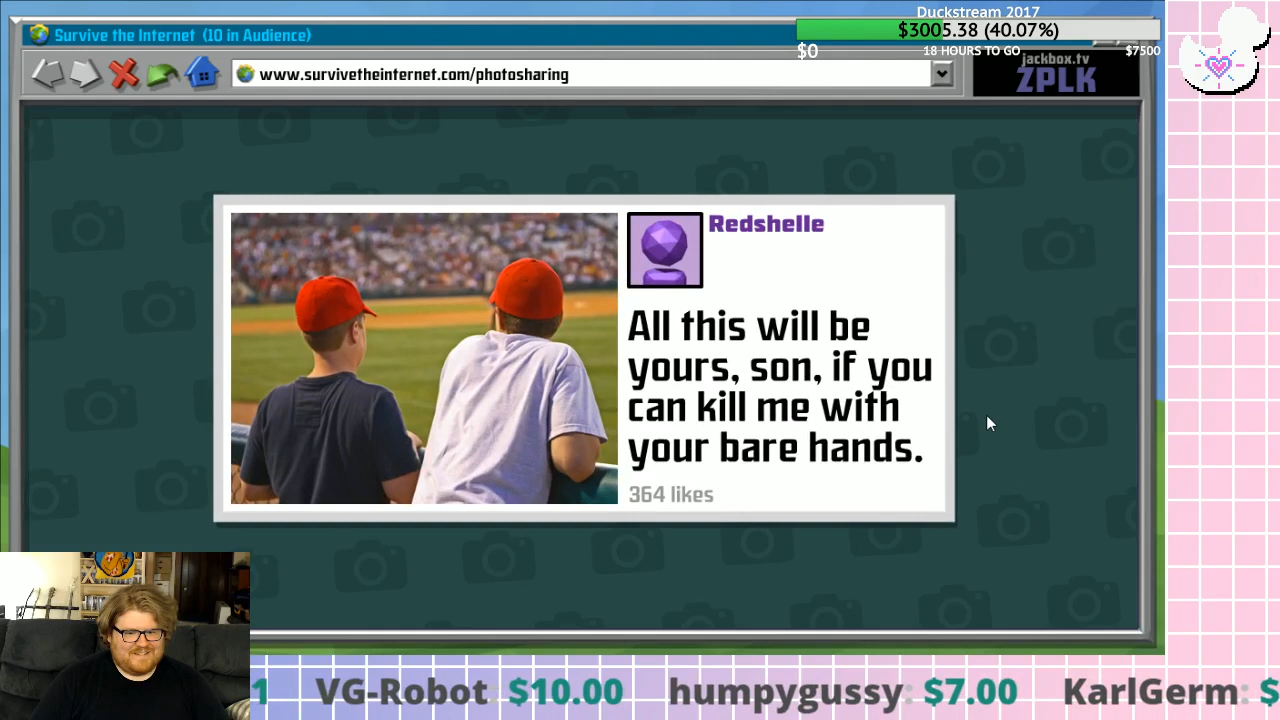 Duckstream 2017
Survive the Internet (10 in Audience)
$3005.38 (40.07%)
$0
18 HOURS TO GO
$7500
www.survivetheinternet.com/photosharing
jackbox.tv
ZPLK
Redshelle
All this will be
yours, son, if you
can kill me with
your bare hands.
364 likes
1 VG-Robot: $10.00 humpygussy: $7.00 KarlGerm: $